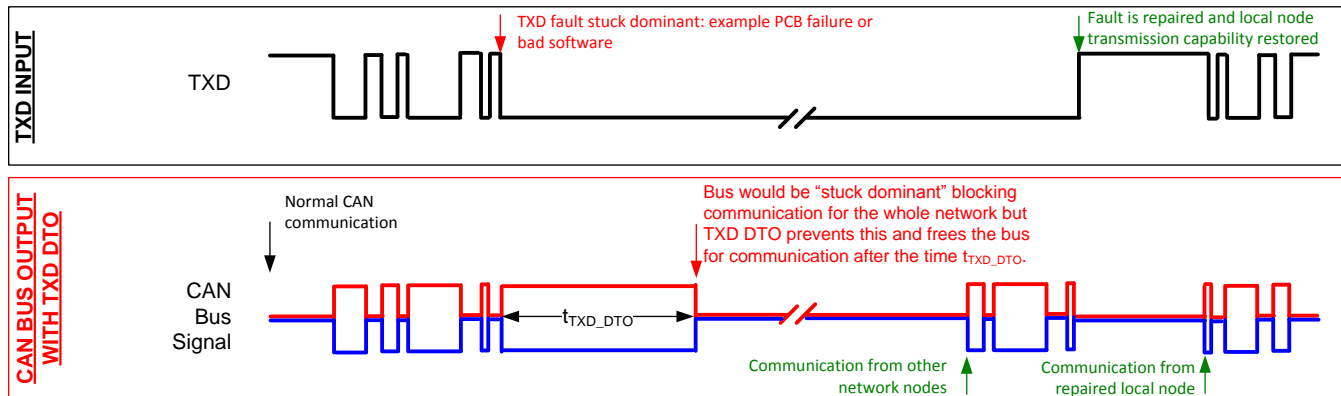 TXD INPUT
TXD fault stuck dominant: example PCB failure or
bad software
Fault is repaired and local node
transmission capability restored
TXD
CAN BUS OUTPUT
WITH TXD DTO
Normal CAN
communication
Bus would be “stuck dominant” blocking
communication for the whole network but
TXD DTO prevents this and frees the bus
for communication after the time tTXD_DTO.
CAN
Bus
Signal
tTXD_DTO
Communication from other
network nodes
Communication from
repaired local node